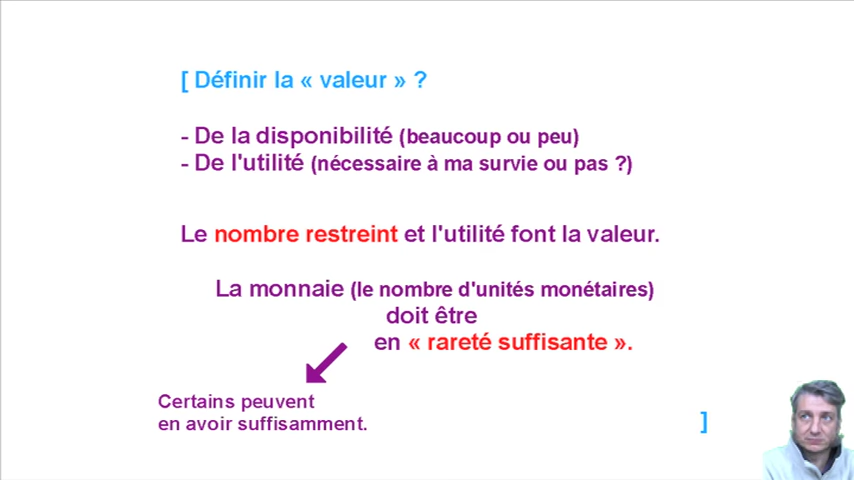 [ Définir la « valeur » ?
- De la disponibilité (beaucoup ou peu)
- De l'utilité (nécessaire à ma survie ou pas ?)
Le nombre restreint et l'utilité font la valeur.
La monnaie (le nombre d'unités monétaires)
doit être
en « rareté suffisante ».
Certains peuvent
en avoir suffisamment.
]